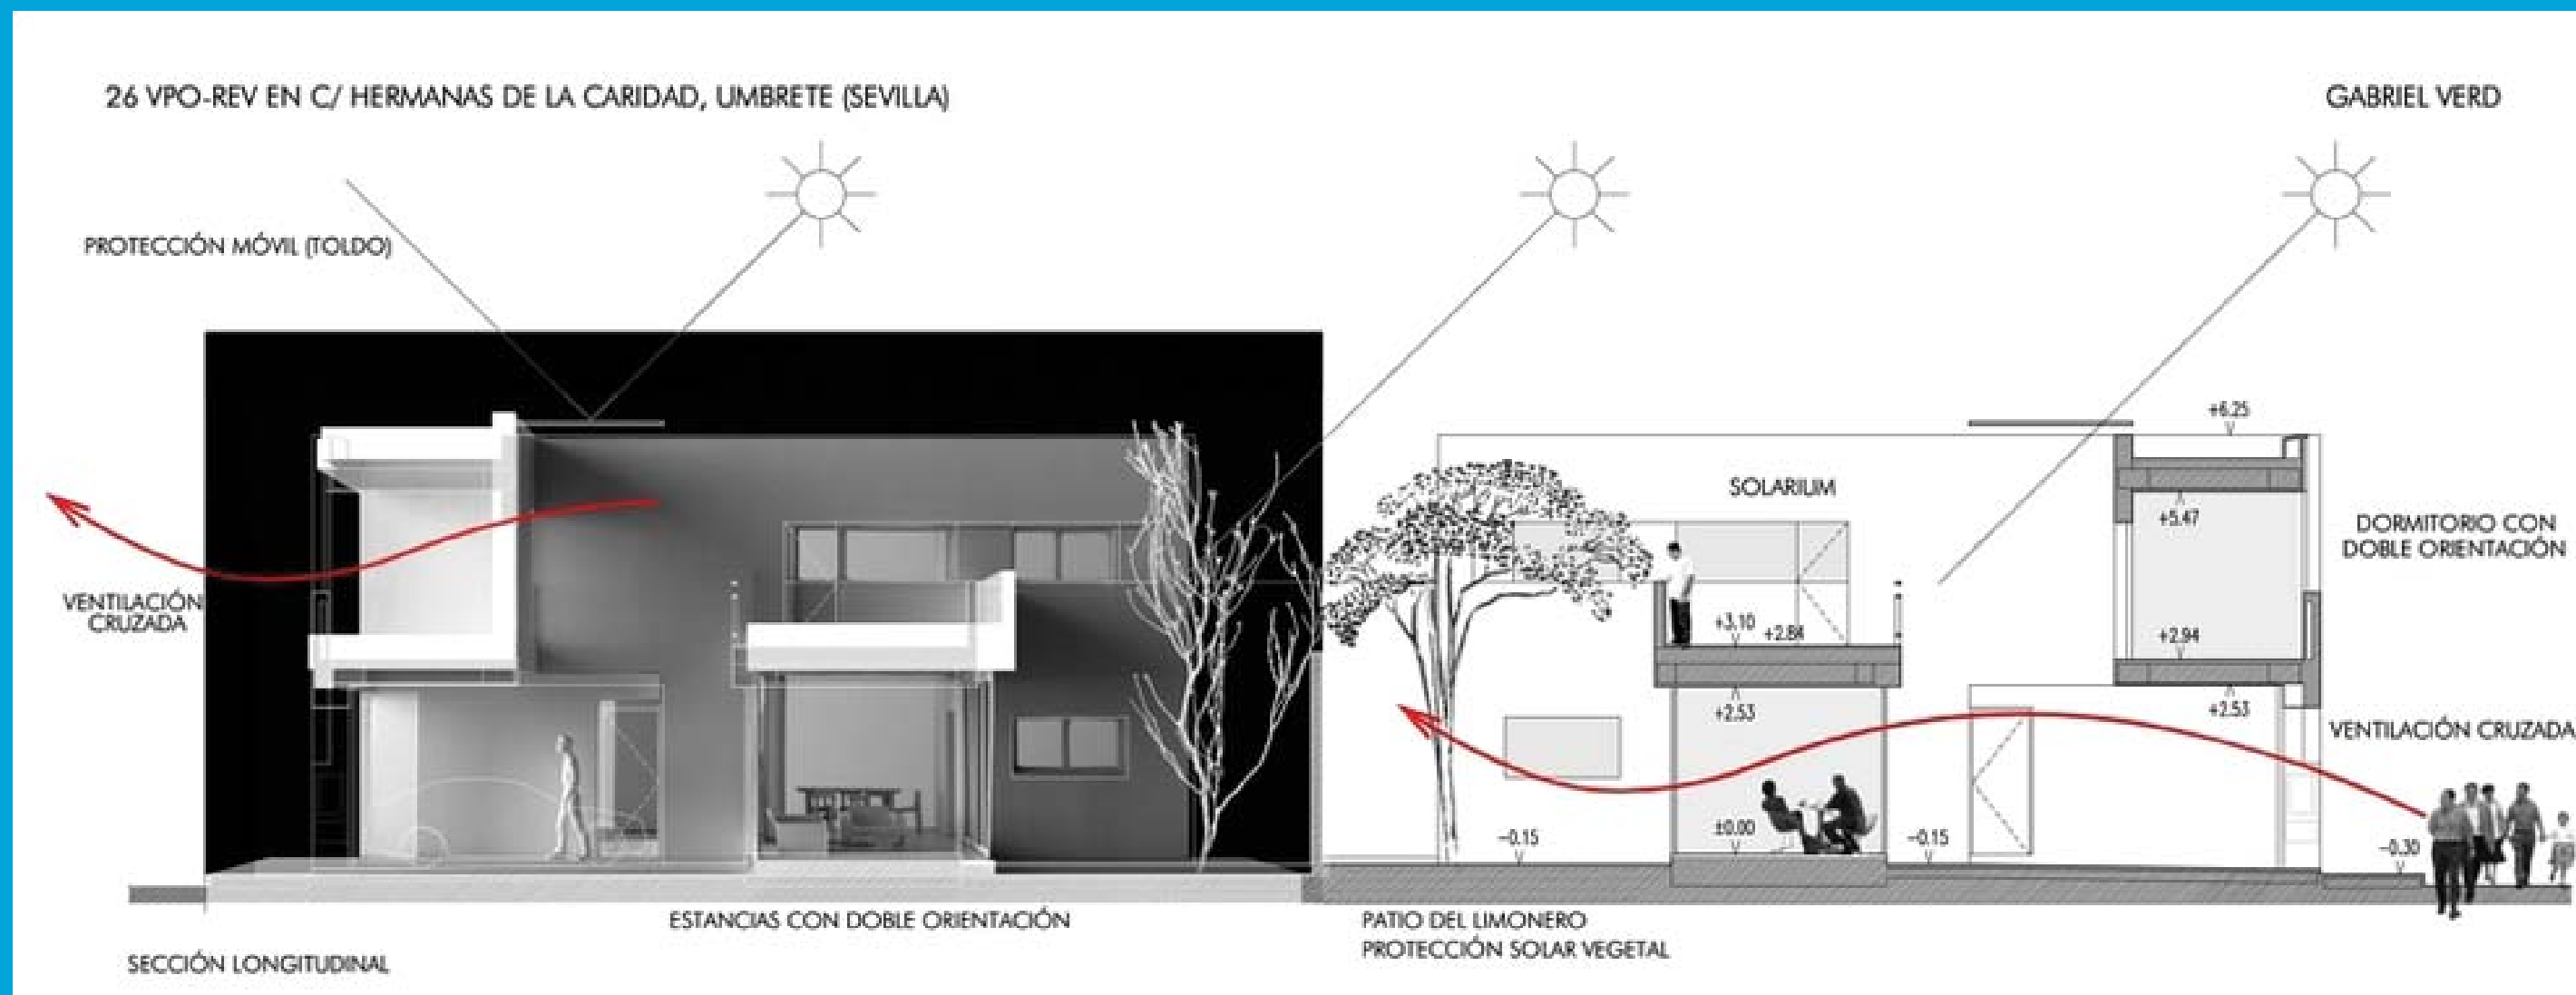 26 VPO-REV EN C/ HERMANAS DE LA CARIDAD, UMBRETE (SEVILLA)
GABRIEL VERD
PROTECCIÓN MÓVIL (TOLDO)
+6.25
SOLARIUM
+5.47
DORMITORIO CON
DOBLE ORIENTACIÓN
VENTILACIÓN
CRUZADA
+3.10
+2.84
+2.94
+2.53
+2.53
VENTILACIÓN CRUZADA
-0.15
±0.00
-0.15
-0.30
ESTANCIAS CON DOBLE ORIENTACIÓN
PATIO DEL LIMONERO
PROTECCIÓN SOLAR VEGETAL
SECCIÓN LONGITUDINAL